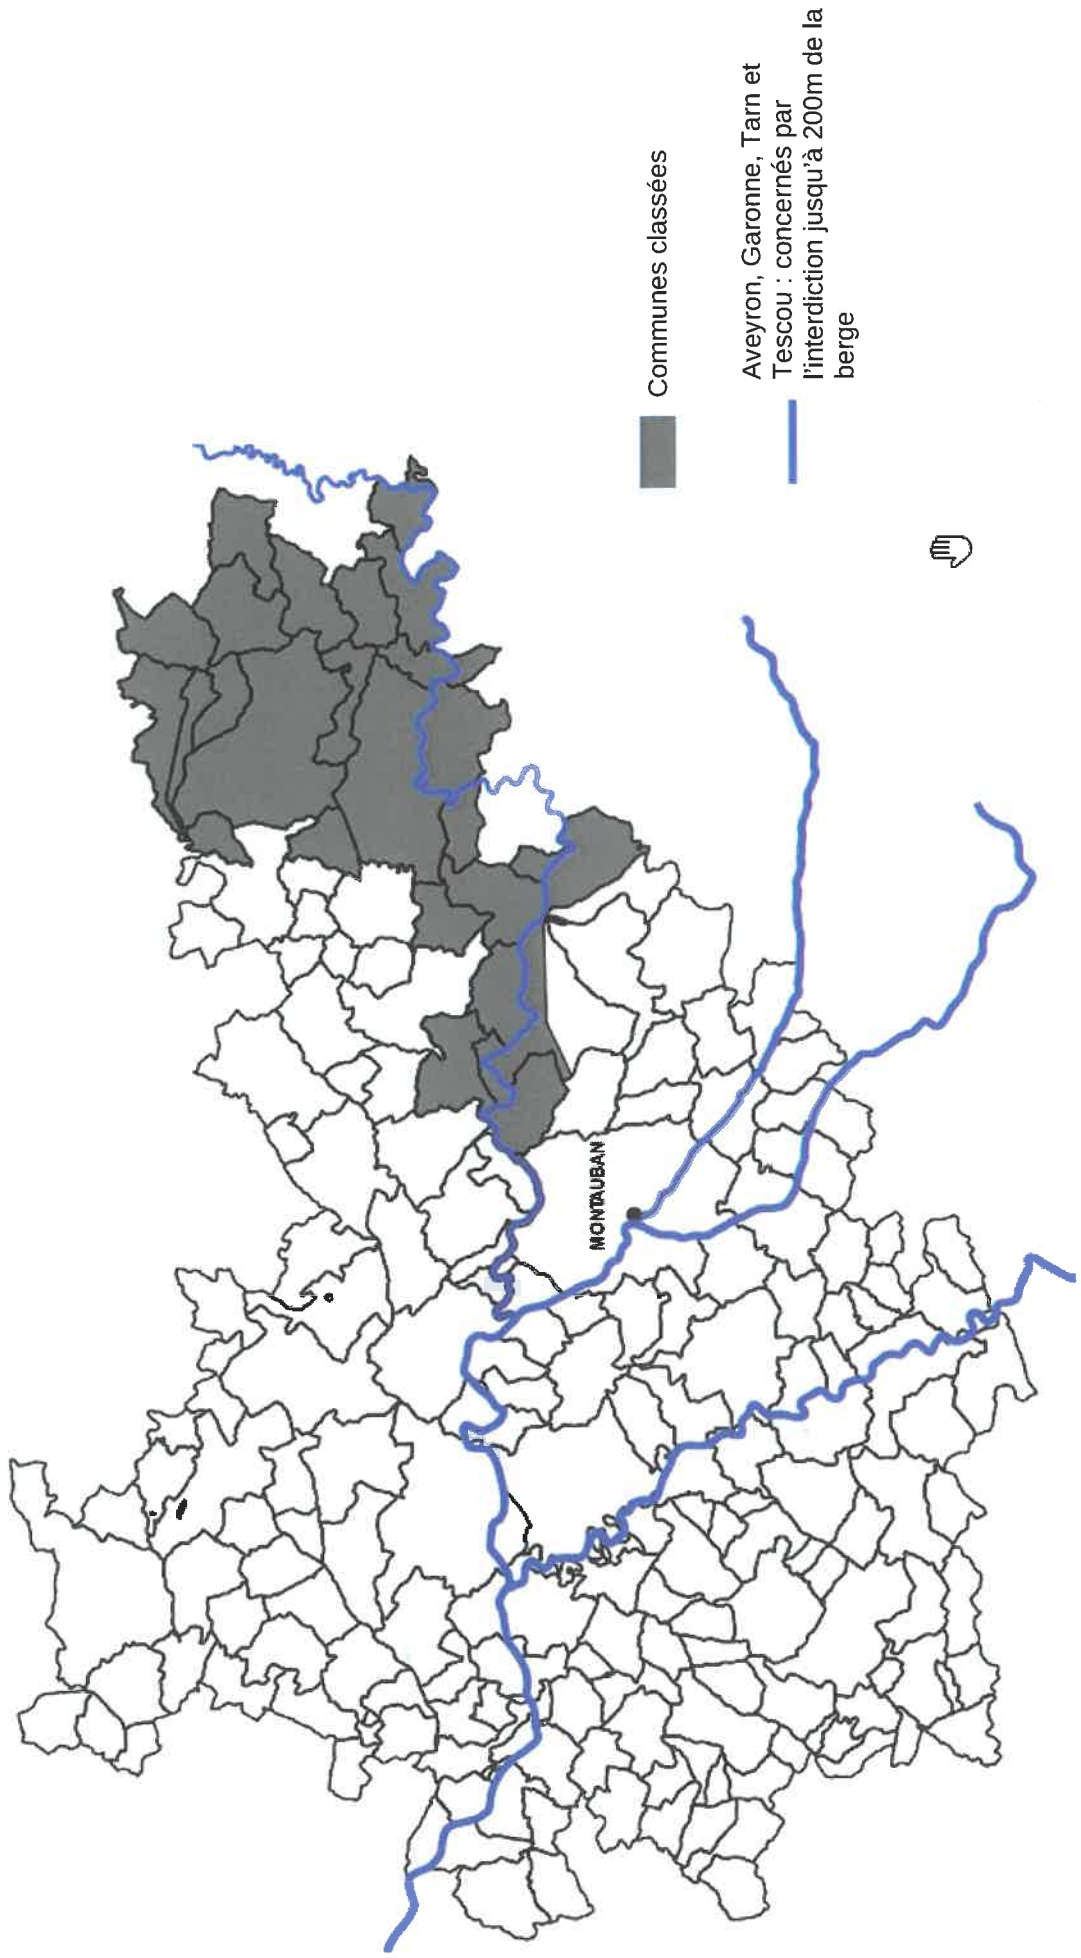 MONTAUBAN
Communes classées
Aveyron, Garonne, Tarn et
Tescou : concernés par
l'interdiction jusqu'à 200m de la
berge